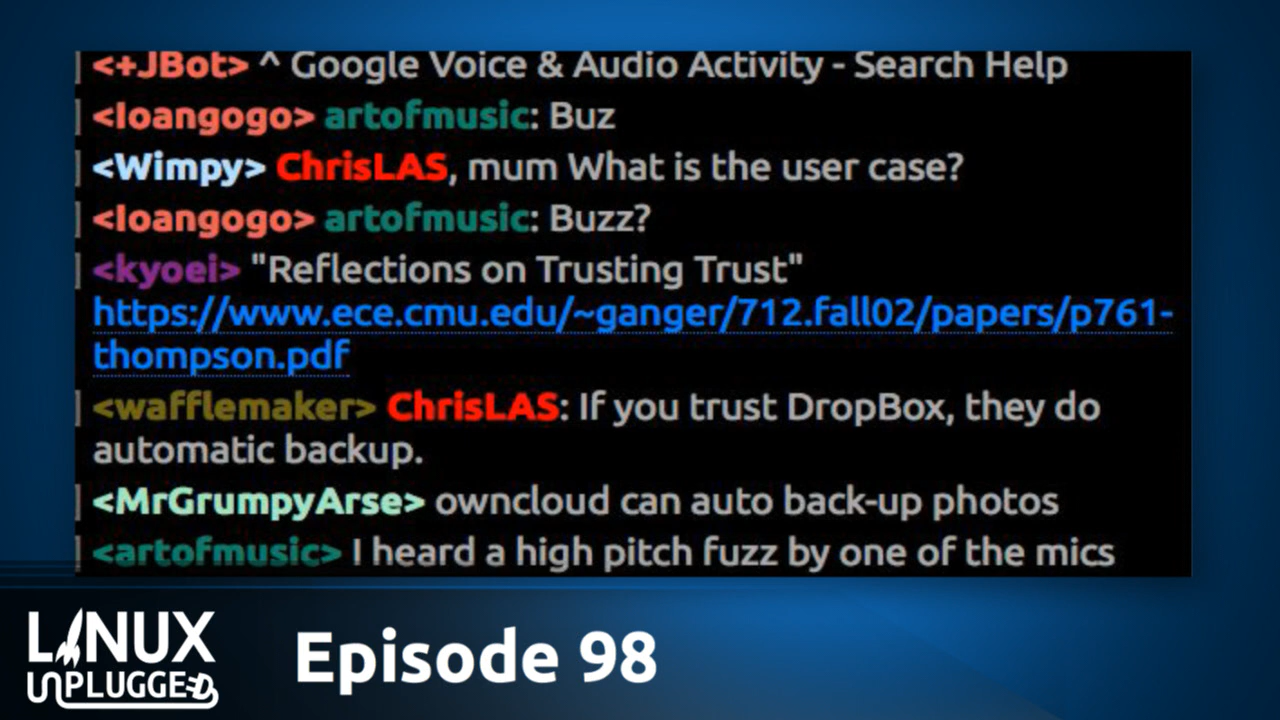 <+JBot> ^ Google Voice & Audio Activity - Search Help
<loangogo> artofmusic: Buz
<Wimpy> ChrisLAS, mum What is the user case?
<loangogo> artofmusic: Buzz?
<kyoei> "Reflections on Trusting Trust"
https://www.ece.cmu.edu/~ganger/712.fall02/papers/p761-
thompson.pdf
<wafflemaker> ChrisLAS: If you trust DropBox, they do
automatic backup.
<MrGrumpyArse> owncloud can auto back-up photos
<artofmusic> I heard a high pitch fuzz by one of the mics
LINUX
UNPLUGGED
Episode 98